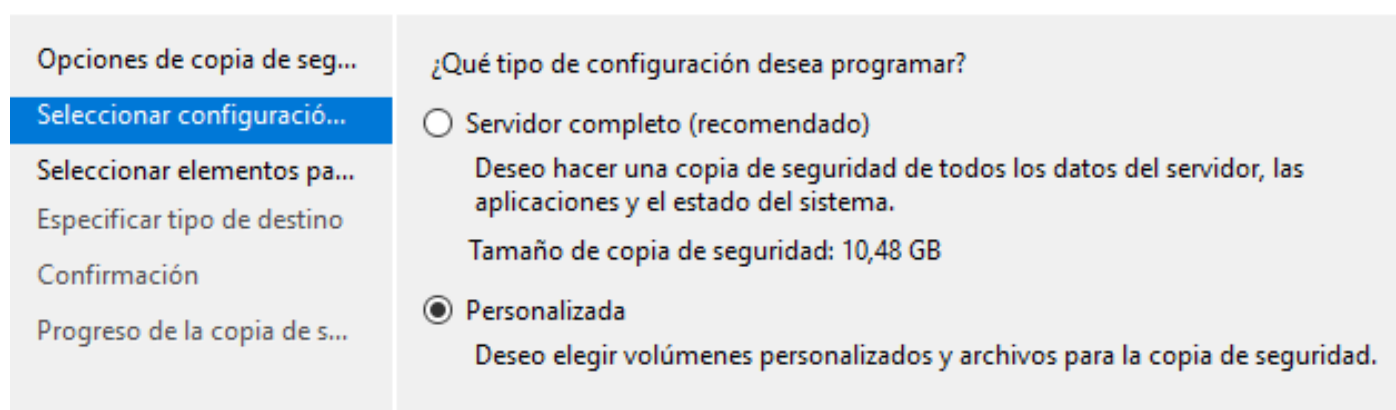 Opciones de copia de seg...
Seleccionar configuració...
Seleccionar elementos pa...
Especificar tipo de destino
Confirmación
Progreso de la copia de s...
¿Qué tipo de configuración desea programar?
Servidor completo (recomendado)
Deseo hacer una copia de seguridad de todos los datos del servidor, las
aplicaciones y el estado del sistema.
Tamaño de copia de seguridad: 10,48 GB
Personalizada
Deseo elegir volúmenes personalizados y archivos para la copia de seguridad.